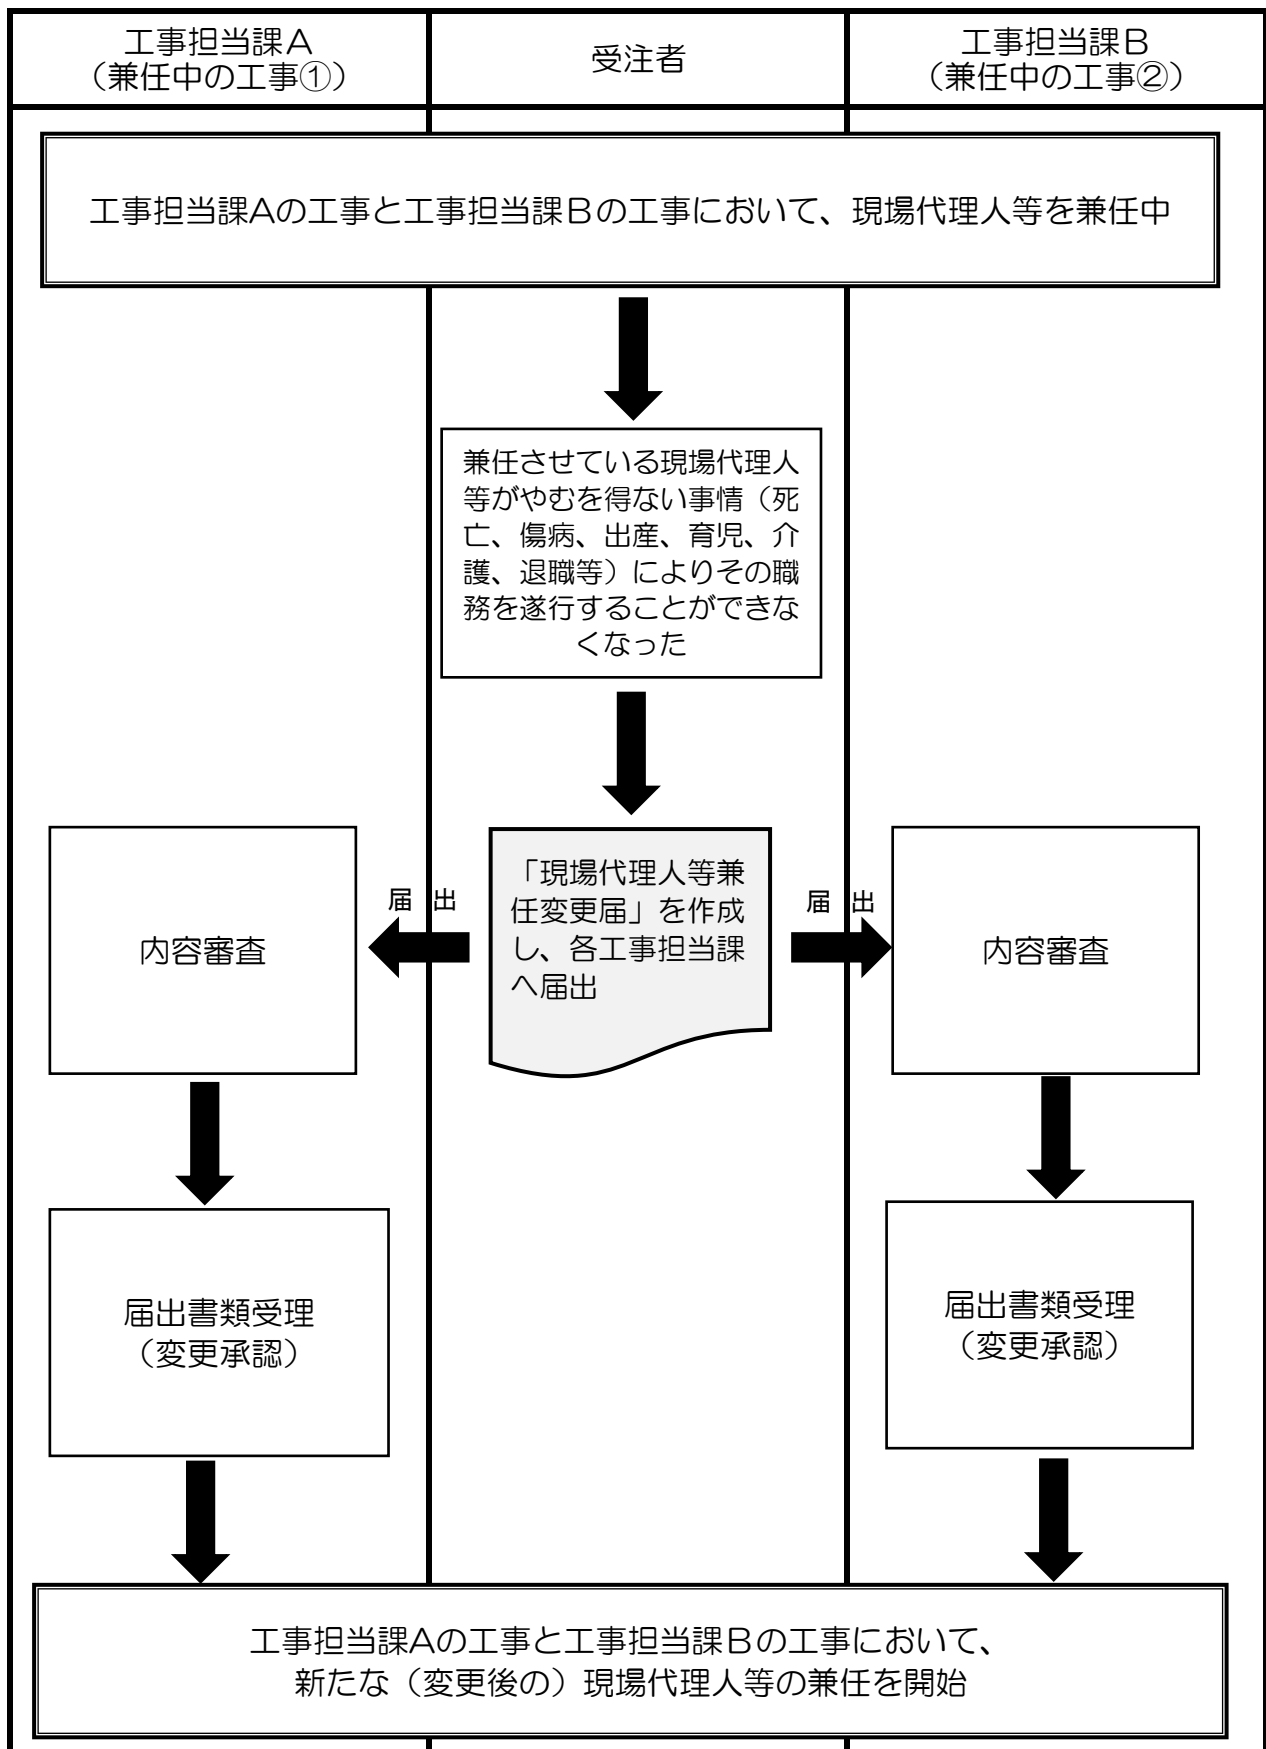 工事担当課A
（兼任中の工事①）
受注者
工事担当課B
（兼任中の工事②）
工事担当課Aの工事と工事担当課Bの工事において、現場代理人等を兼任中
兼任させている現場代理人
等がやむを得ない事情（死
亡、傷病、出産、育児、介
護、退職等）によりその職
務を遂行することができな
くなった
「現場代理人等兼
任変更届」を作成
し、各工事担当課
へ届出
届 出
届 出
内容審査
内容審査
届出書類受理
（変更承認）
届出書類受理
（変更承認）
工事担当課Aの工事と工事担当課Bの工事において、
新たな（変更後の）現場代理人等の兼任を開始